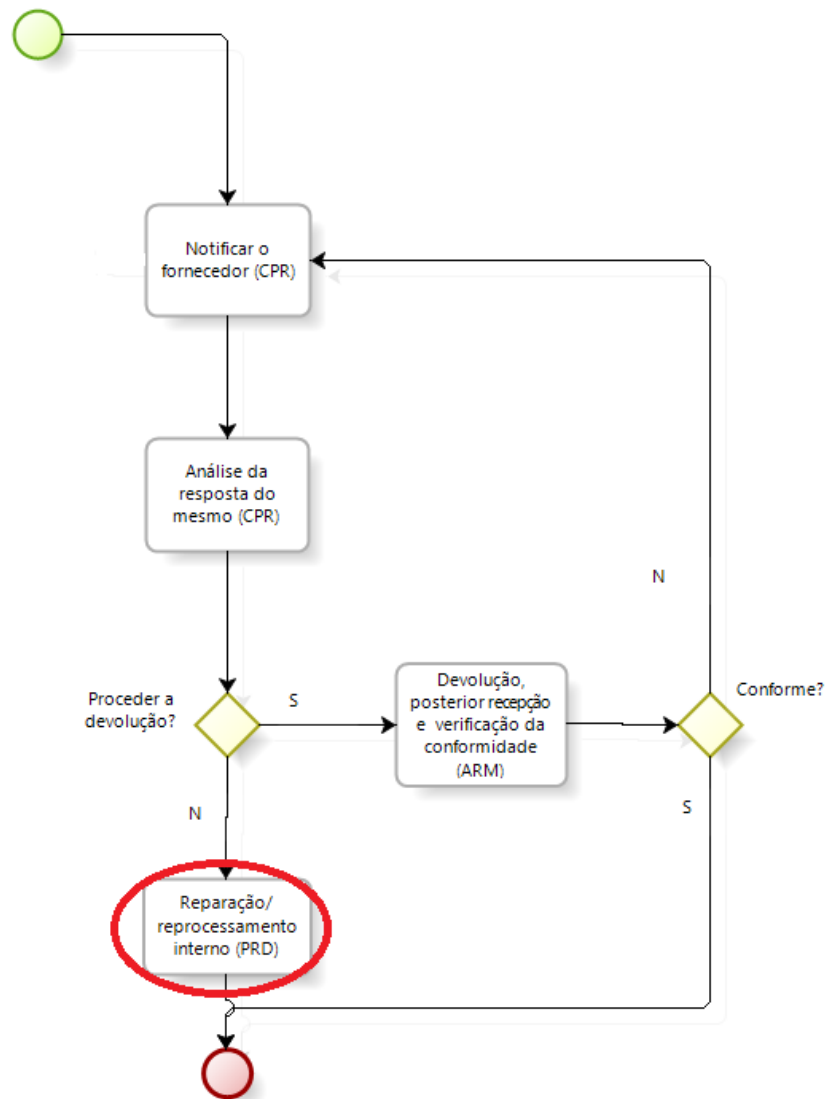 Notificar o
fornecedor (CPR)
Análise da
resposta do
mesmo (CPR)
N
Proceder a
devolução?
S
Devolução,
posterior recepção
e verificação da
conformidade
(ARM)
Conforme?
N
S
Reparação/
reprocessamento
interno (PRD)